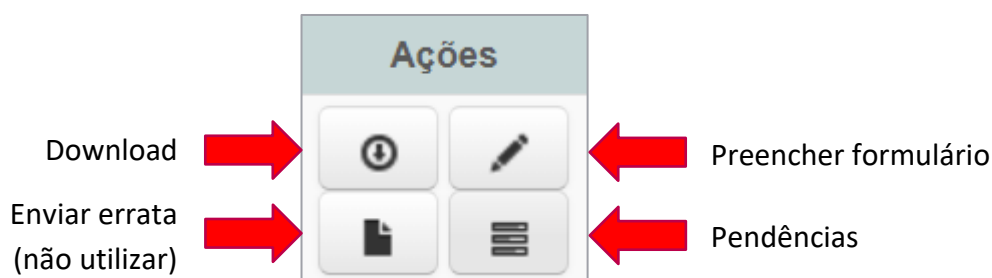 Ações
Download
Preencher formulário
Enviar errata
(não utilizar)
Pendências